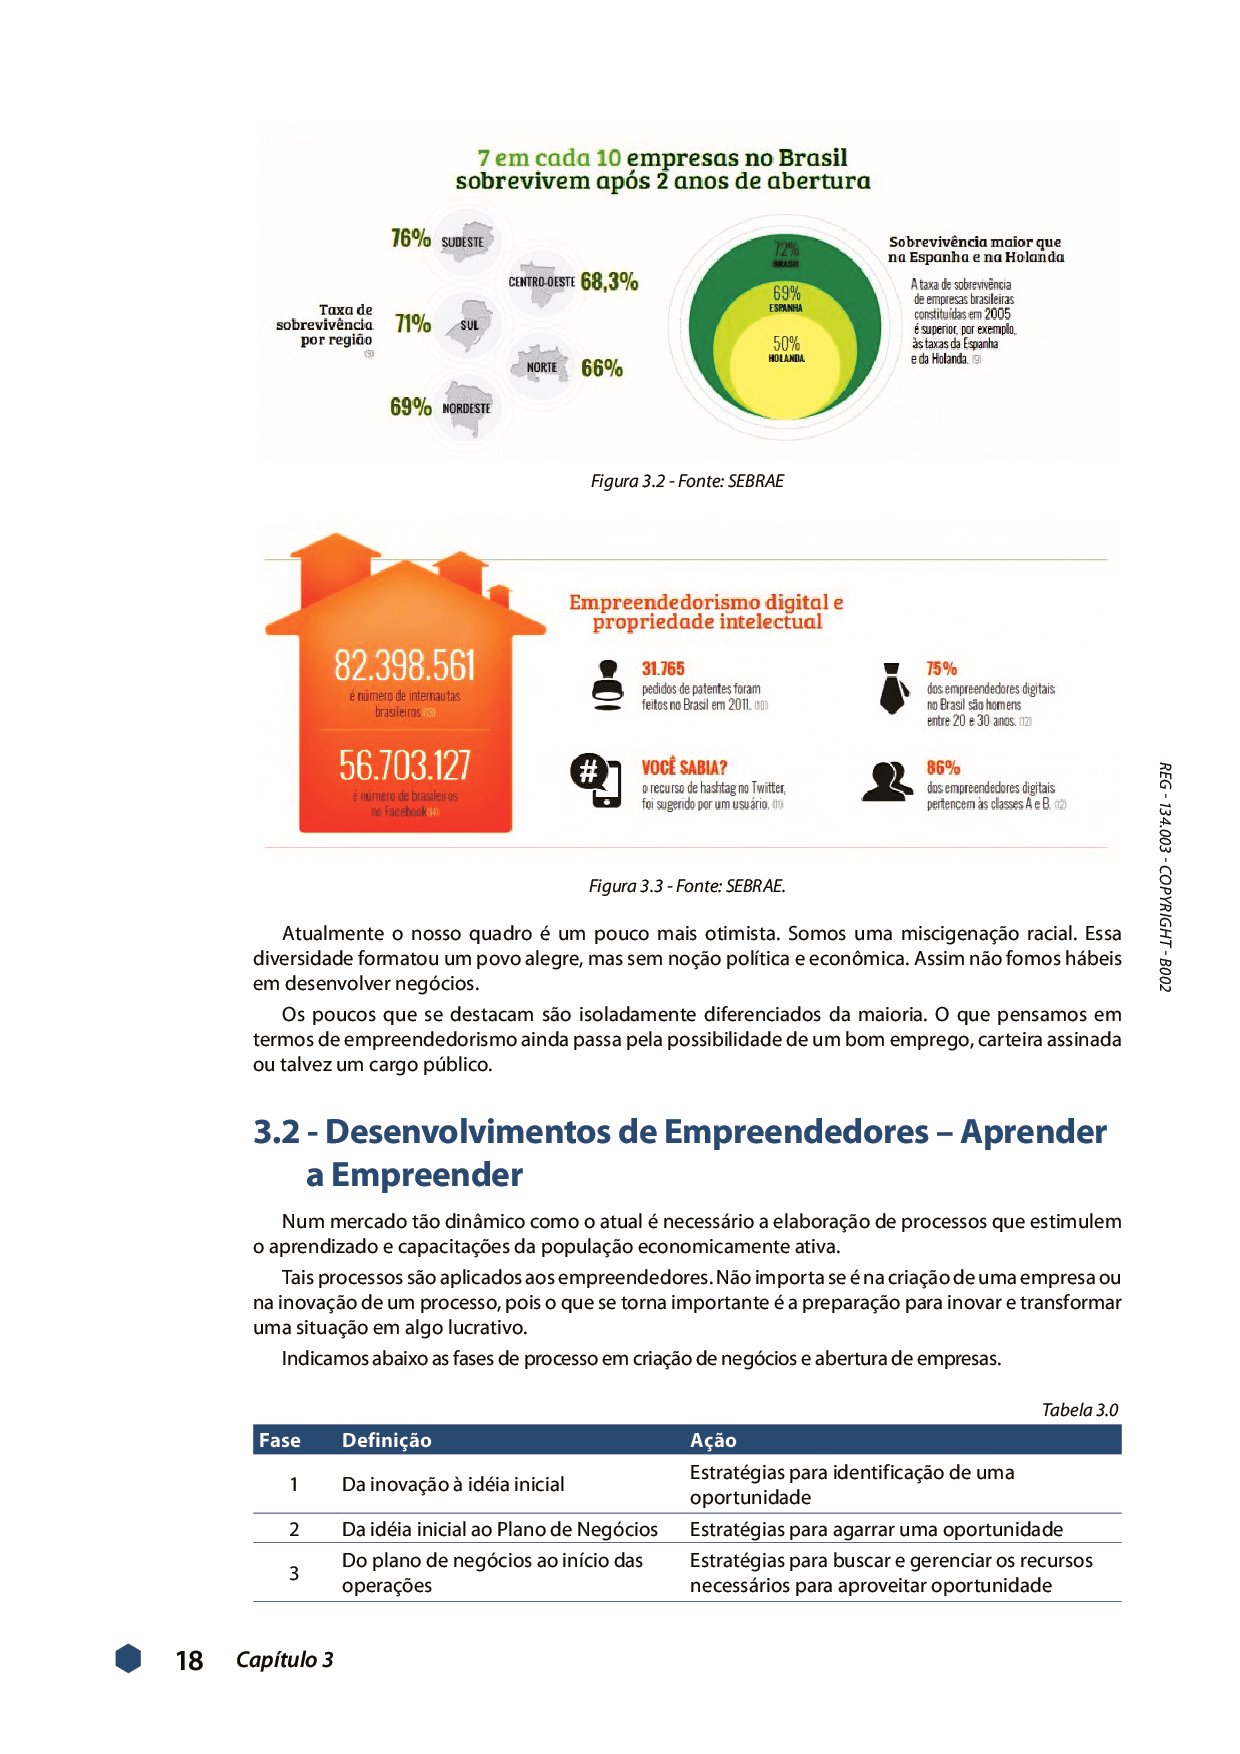 7 em cada 10 empresas no Brasil
sobrevivem após 2 anos de abertura
Taxa de
sobrevivência
por região
(9)
76% SUDESTE
CENTRO-OESTE 68,3%
71% SUL
NORTE 66%
69% NORDESTE
72%
BRASIL
69%
ESPANHA
50%
HOLANDA
Sobrevivência maior que
na Espanha e na Holanda
A taxa de sobrevivência
de empresas brasileiras
constituídas em 2005
é superior, por exemplo,
às taxas da Espanha
e da Holanda. (9)
Figura 3.2 - Fonte: SEBRAE
82.398.561
é número de internautas
brasileiros (13)
56.703.127
é número de brasileiros
no Facebook (14)
Empreendedorismo digital e
propriedade intelectual
31.765
pedidos de patentes foram
feitos no Brasil em 2011. (10)
75%
dos empreendedores digitais
no Brasil são homens
entre 20 e 30 anos. (12)
#
VOCÊ SABIA?
o recurso de hashtag no Twitter,
foi sugerido por um usuário. (11)
86%
dos empreendedores digitais
pertencem às classes A e B. (12)
Figura 3.3 - Fonte: SEBRAE.
Atualmente o nosso quadro é um pouco mais otimista. Somos uma miscigenação racial. Essa
diversidade formatou um povo alegre, mas sem noção política e econômica. Assim não fomos hábeis
em desenvolver negócios.
Os poucos que se destacam são isoladamente diferenciados da maioria. O que pensamos em
termos de empreendedorismo ainda passa pela possibilidade de um bom emprego, carteira assinada
ou talvez um cargo público.
3.2 - Desenvolvimentos de Empreendedores – Aprender
a Empreender
Num mercado tão dinâmico como o atual é necessário a elaboração de processos que estimulem
o aprendizado e capacitações da população economicamente ativa.
Tais processos são aplicados aos empreendedores. Não importa se é na criação de uma empresa ou
na inovação de um processo, pois o que se torna importante é a preparação para inovar e transformar
uma situação em algo lucrativo.
Indicamos abaixo as fases de processo em criação de negócios e abertura de empresas.
Tabela 3.0
Fase Definição Ação
1 Da inovação à idéia inicial Estratégias para identificação de uma
oportunidade
2 Da idéia inicial ao Plano de Negócios Estratégias para agarrar uma oportunidade
3 Do plano de negócios ao início das Estratégias para buscar e gerenciar os recursos
operações necessários para aproveitar oportunidade
18 Capítulo 3
REG - 134.003 - COPYRIGHT - B002